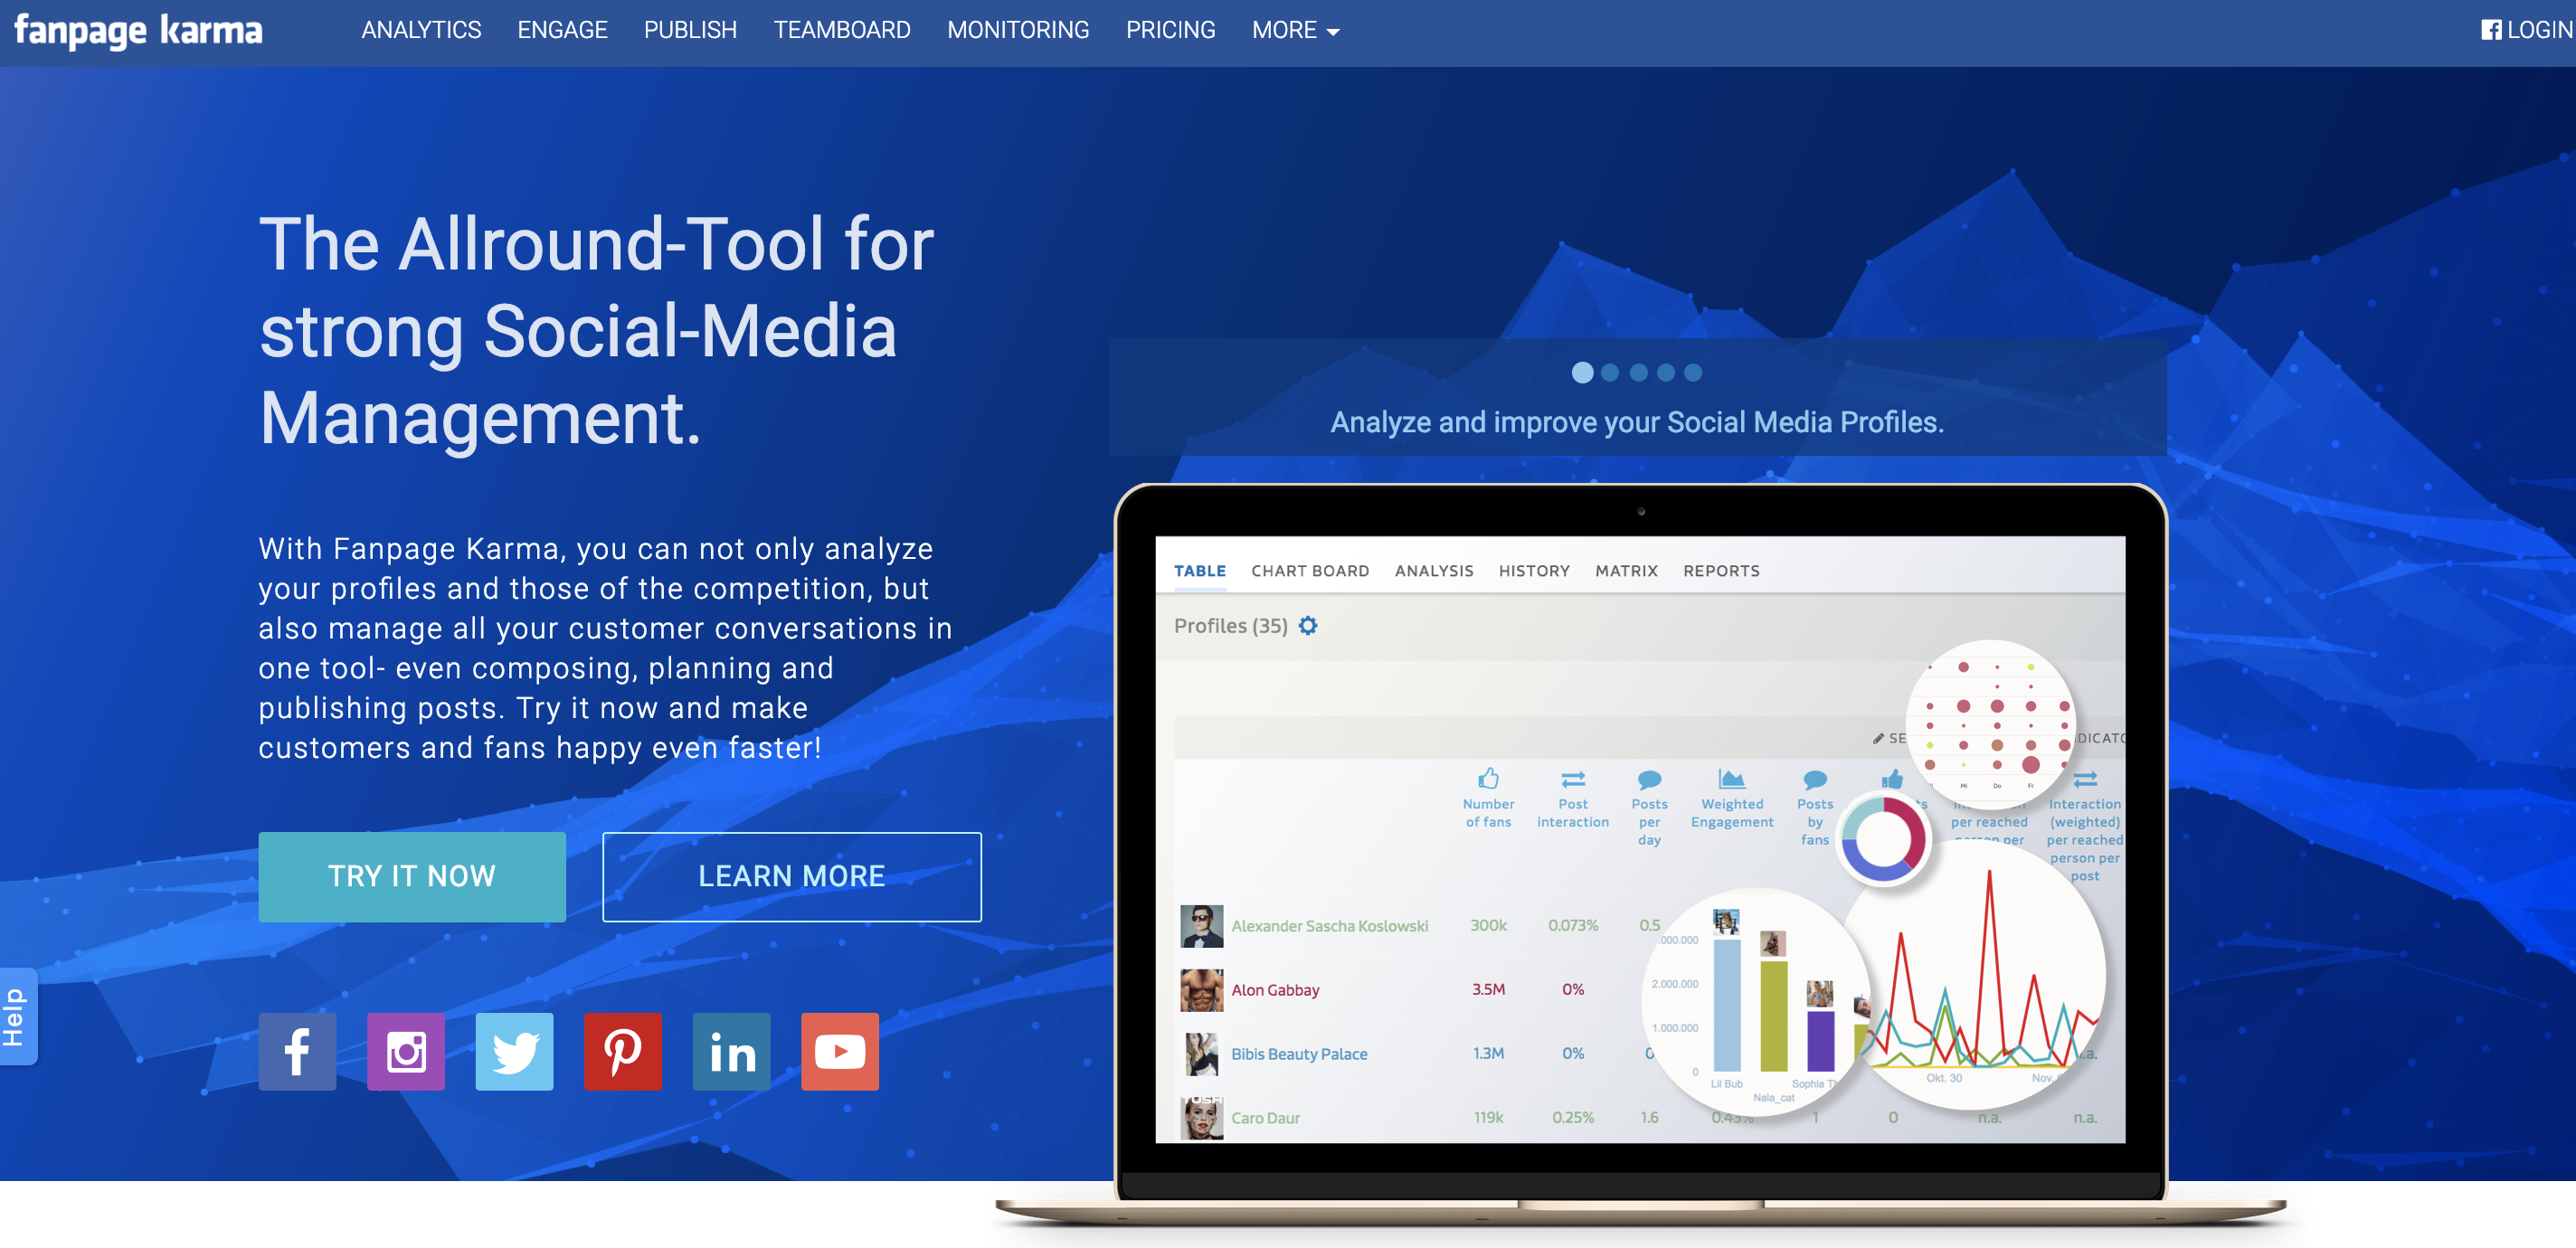 fanpage karma
ANALYTICS ENGAGE PUBLISH TEAMBOARD MONITORING PRICING MORE
LOGIN
The Allround-Tool for
strong Social-Media
Management.
With Fanpage Karma, you can not only analyze
your profiles and those of the competition, but
also manage all your customer conversations in
one tool- even composing, planning and
publishing posts. Try it now and make
customers and fans happy even faster!
TRY IT NOW
LEARN MORE
Help
Analyze and improve your Social Media Profiles.
TABLE CHART BOARD ANALYSIS HISTORY MATRIX REPORTS
Profiles (35)
Mi Do Fr
Number
of fans
Post
interaction
Posts
per
day
Weighted
Engagement
Posts
by
fans
per reached
per
Interaction
(weighted)
per reached
person per
post
Alexander Sascha Koslowski 300k 0.073% 0.5
Alon Gabbay 3.5M 0%
Bibis Beauty Palace 1.3M 0% 0
Caro Daur 119k 0.25% 1.6 0.43% 1 0 n.a. n.a.
.000.000
2.000.000
1.000.000
0
Lil Bub
Nala_cat
Sophia
Okt. 30
Nov.